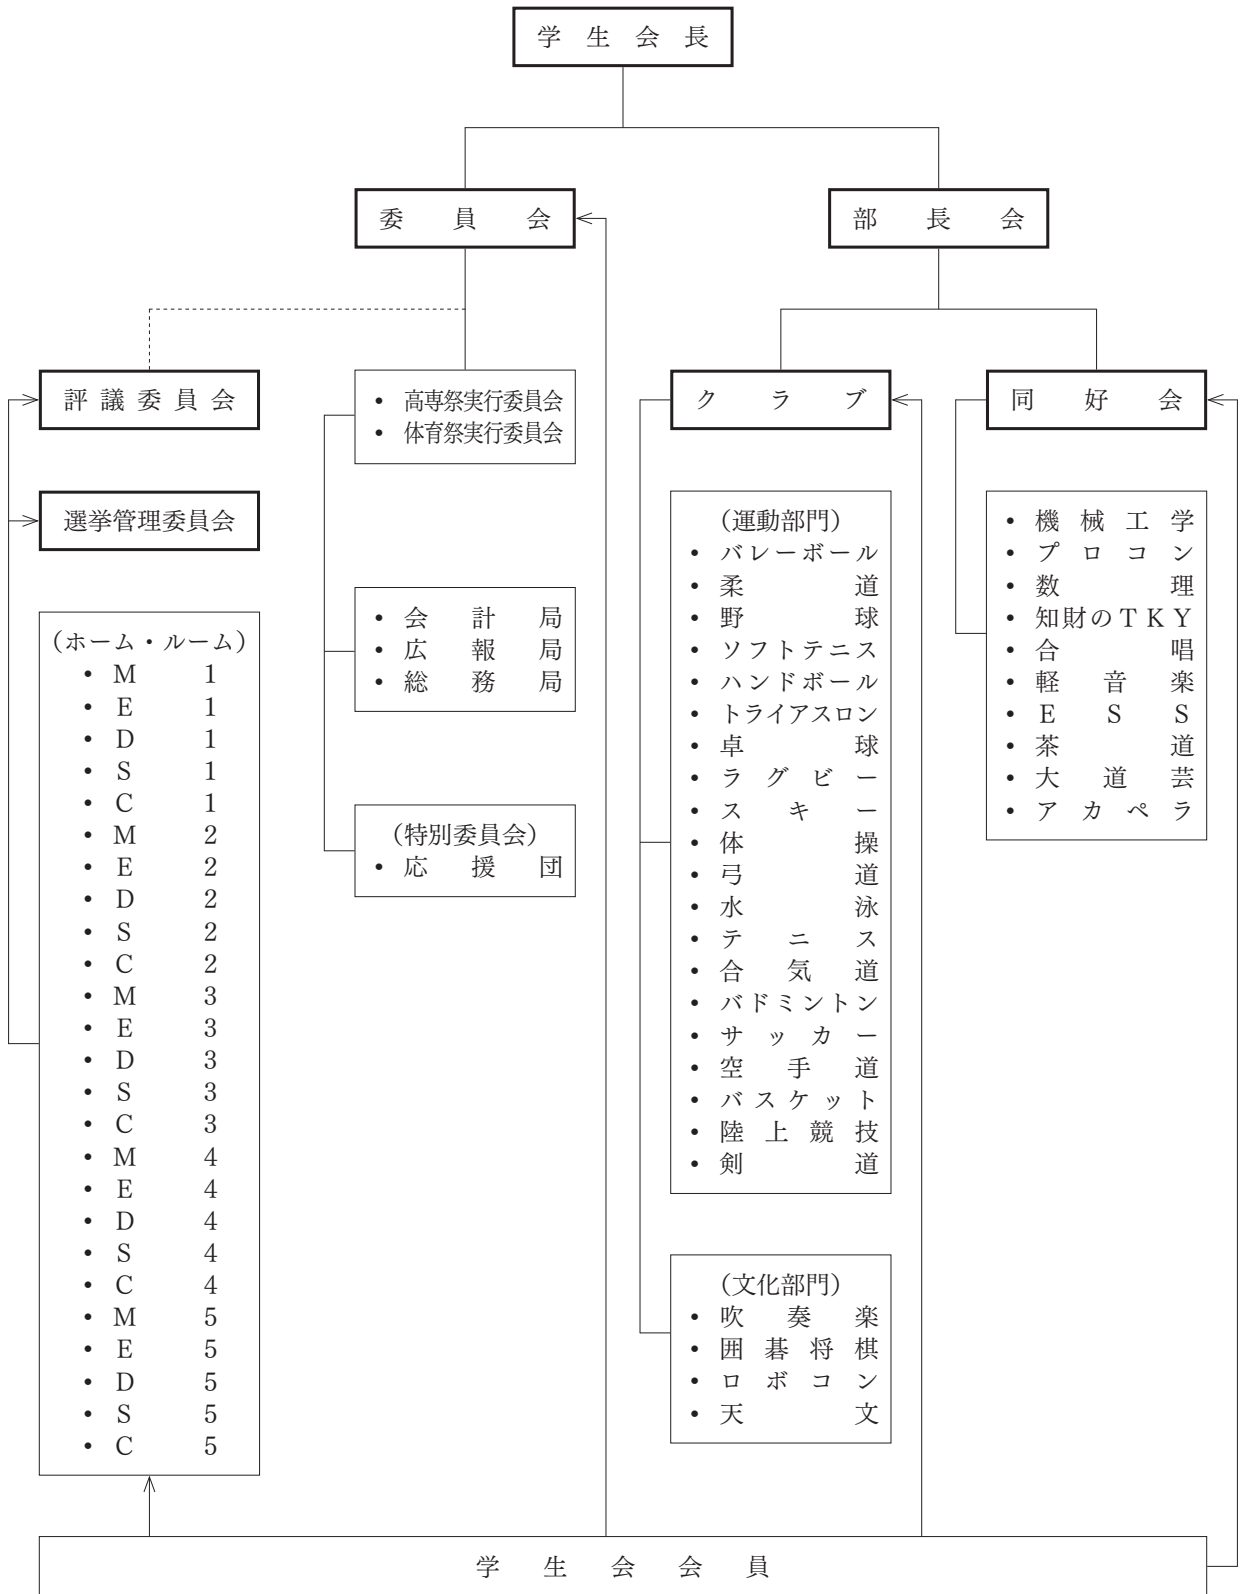 学生会長
委員会
部長会
評議委員会
選挙管理委員会
（ホーム・ルーム）
• M 1
• E 1
• D 1
• S 1
• C 1
• M 2
• E 2
• D 2
• S 2
• C 2
• M 3
• E 3
• D 3
• S 3
• C 3
• M 4
• E 4
• D 4
• S 4
• C 4
• M 5
• E 5
• D 5
• S 5
• C 5
• 高専祭実行委員会
• 体育祭実行委員会
• 会計局
• 広報局
• 総務局
（特別委員会）
• 応援団
クラブ
（運動部門）
• バレーボール
• 柔道
• 野球
• ソフトテニス
• ハンドボール
• トライアスロン
• 卓球
• ラグビー
• スキー
• 体操
• 弓道
• 水泳
• テニス
• 合気道
• バドミントン
• サッカー
• 空手道
• バスケット
• 陸上競技
• 剣道
（文化部門）
• 吹奏楽
• 囲碁将棋
• ロボコン
• 天文
同好会
• 機械工学
• プロコン
• 数理
• 知財のTKY
• 合唱
• 軽音楽
• ESS
• 茶道
• 大道芸
• アカペラ
学生会会員